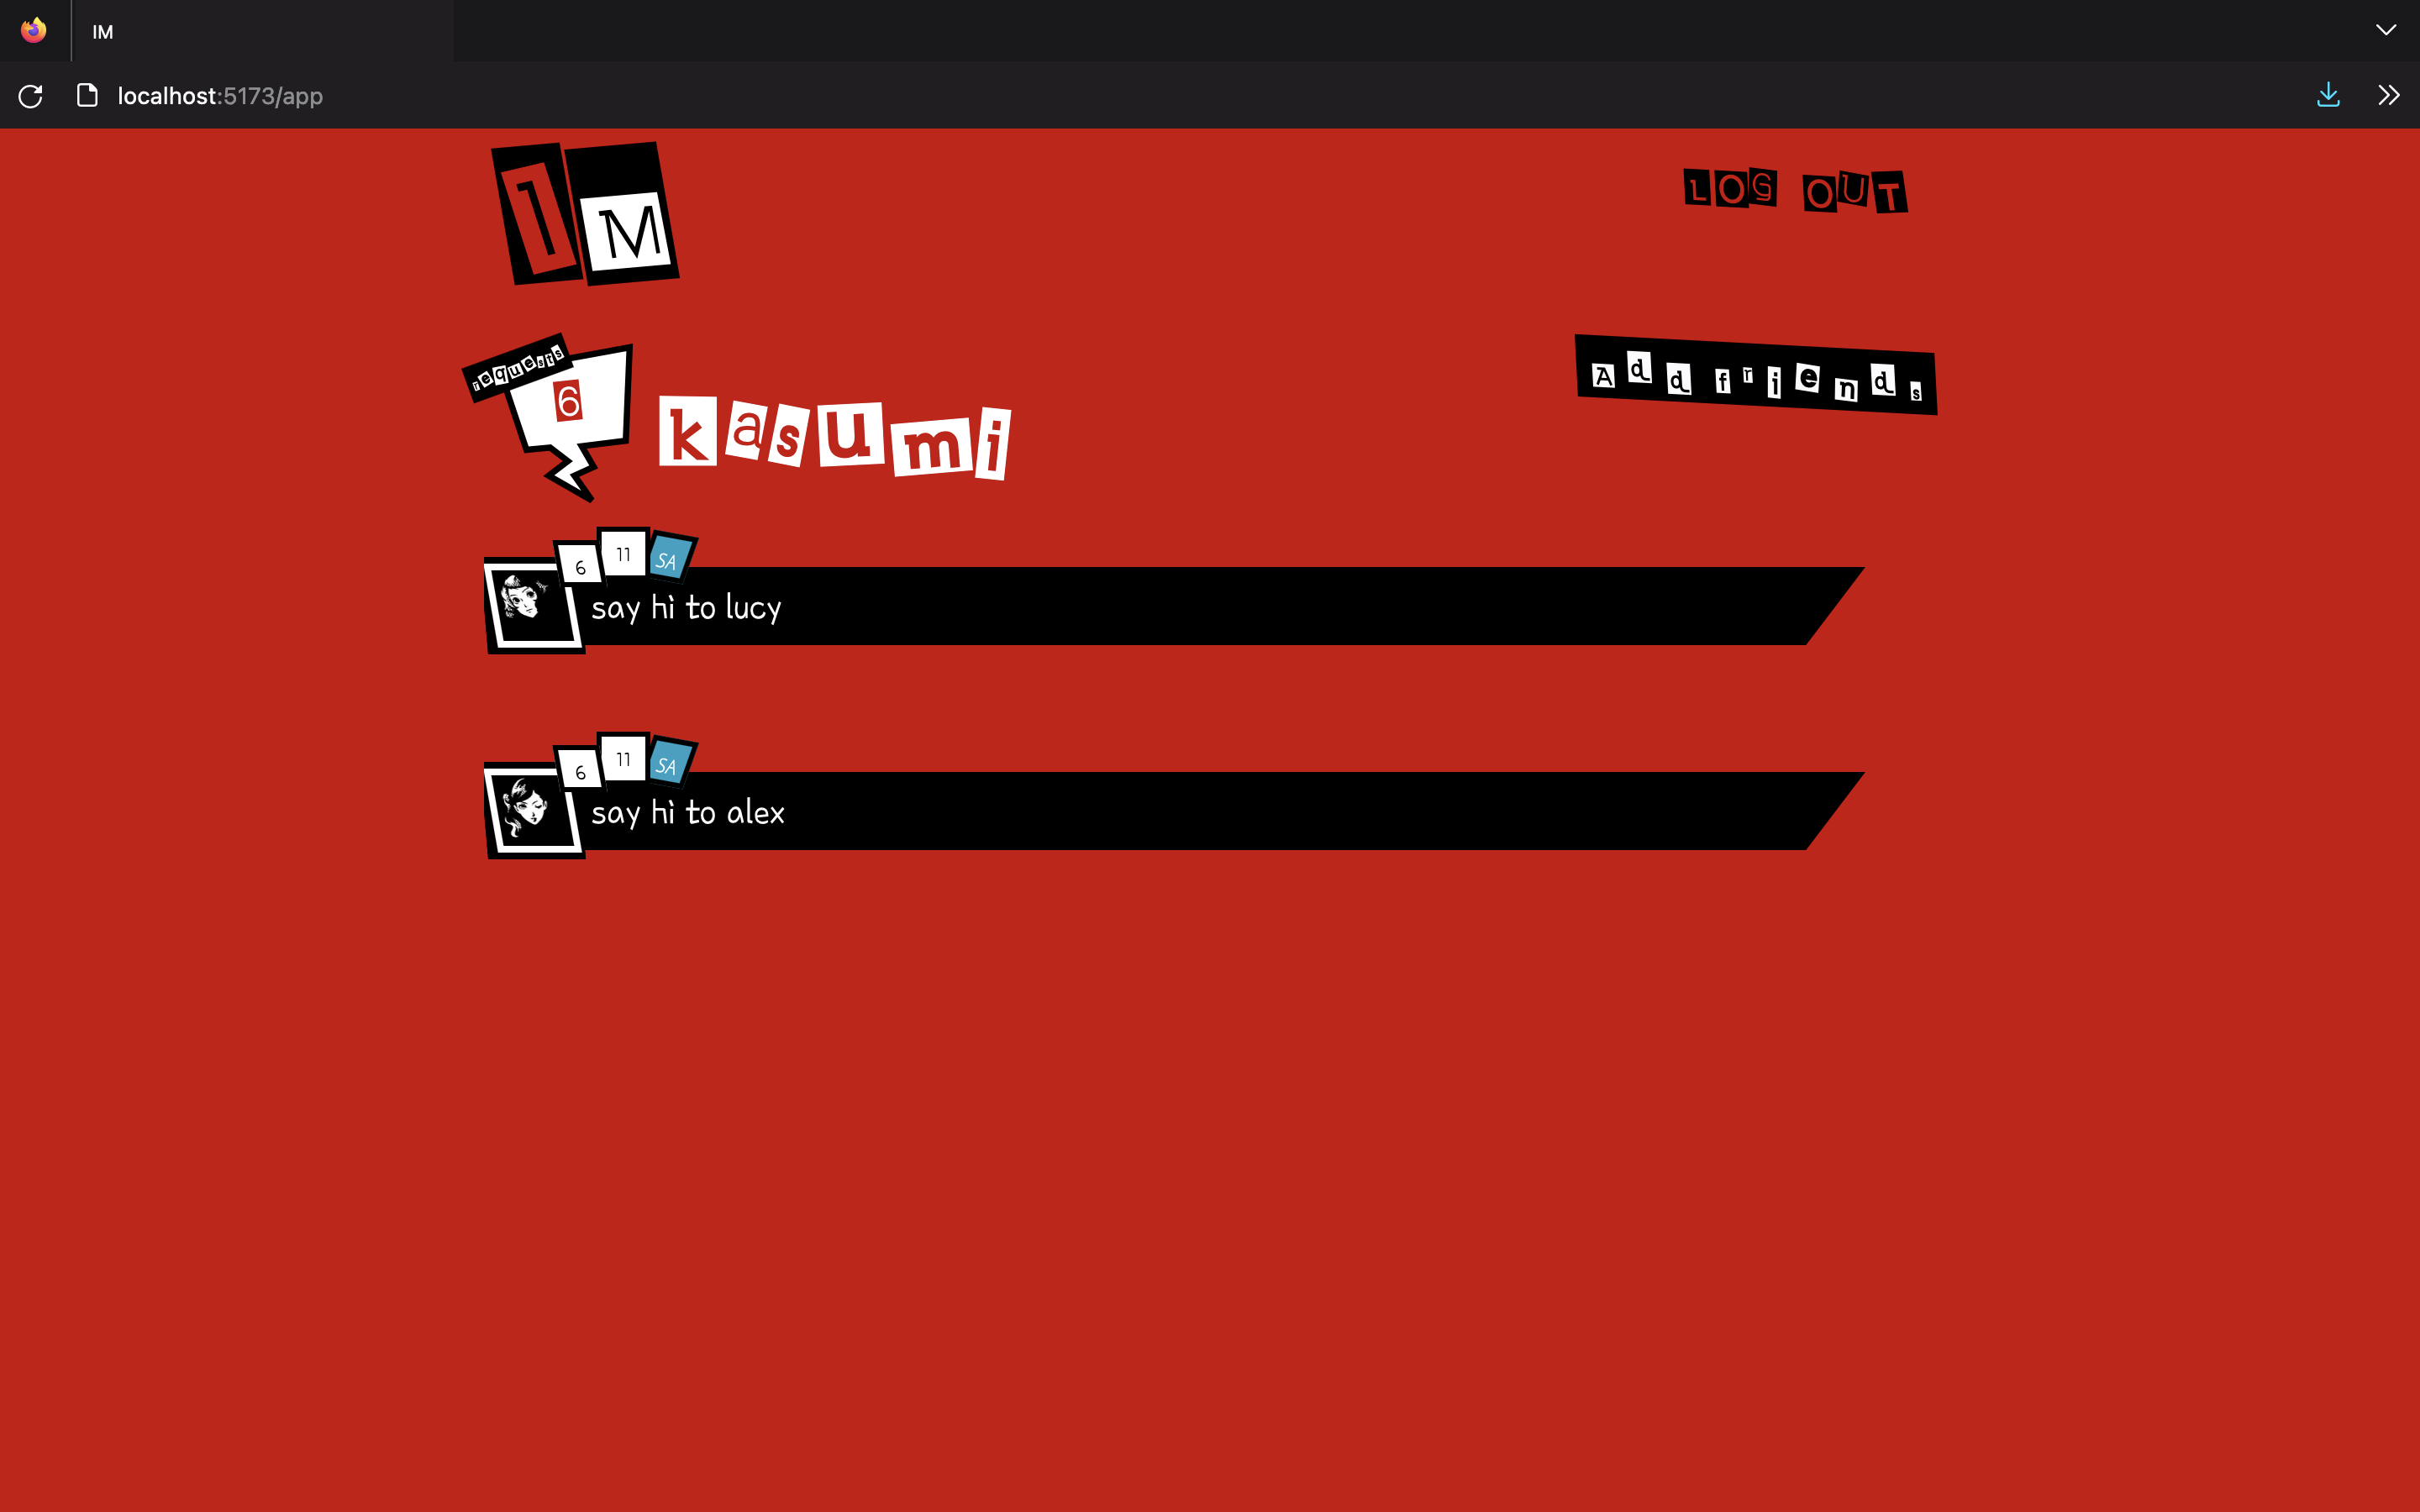 IM
localhost:5173/app
IM
LOG OUT
requests
6
kasumi
Add friends
6 11 SA
say hi to lucy
6 11 SA
say hi to alex